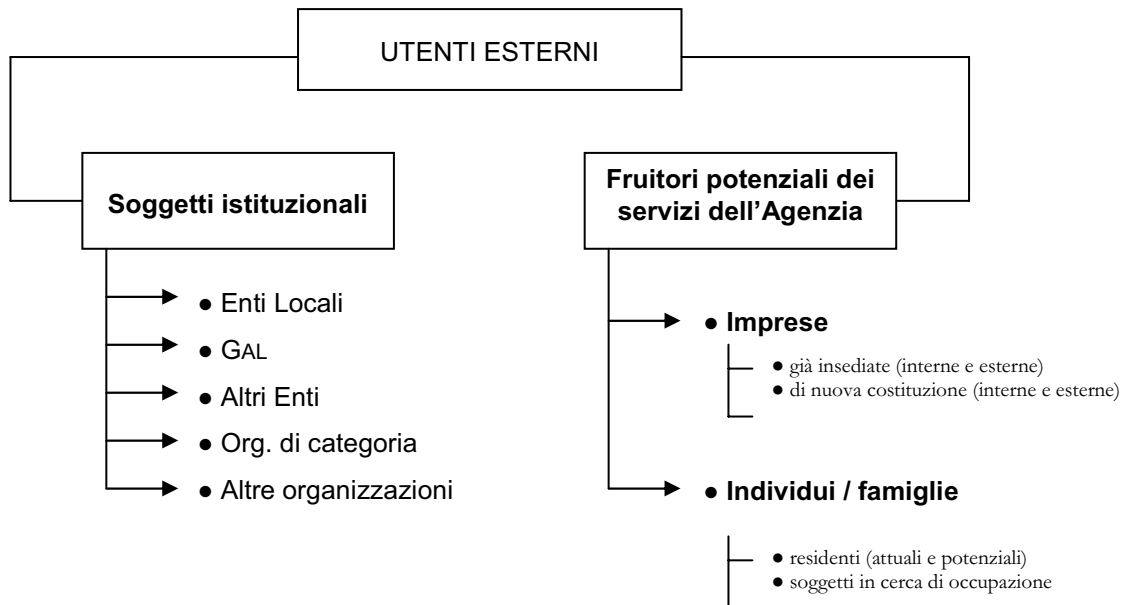 UTENTI ESTERNI
Soggetti istituzionali
● Enti Locali
● GAL
● Altri Enti
● Org. di categoria
● Altre organizzazioni
Fruitori potenziali dei
servizi dell'Agenzia
● Imprese
● già insediate (interne e esterne)
● di nuova costituzione (interne e esterne)
● Individui / famiglie
● residenti (attuali e potenziali)
● soggetti in cerca di occupazione